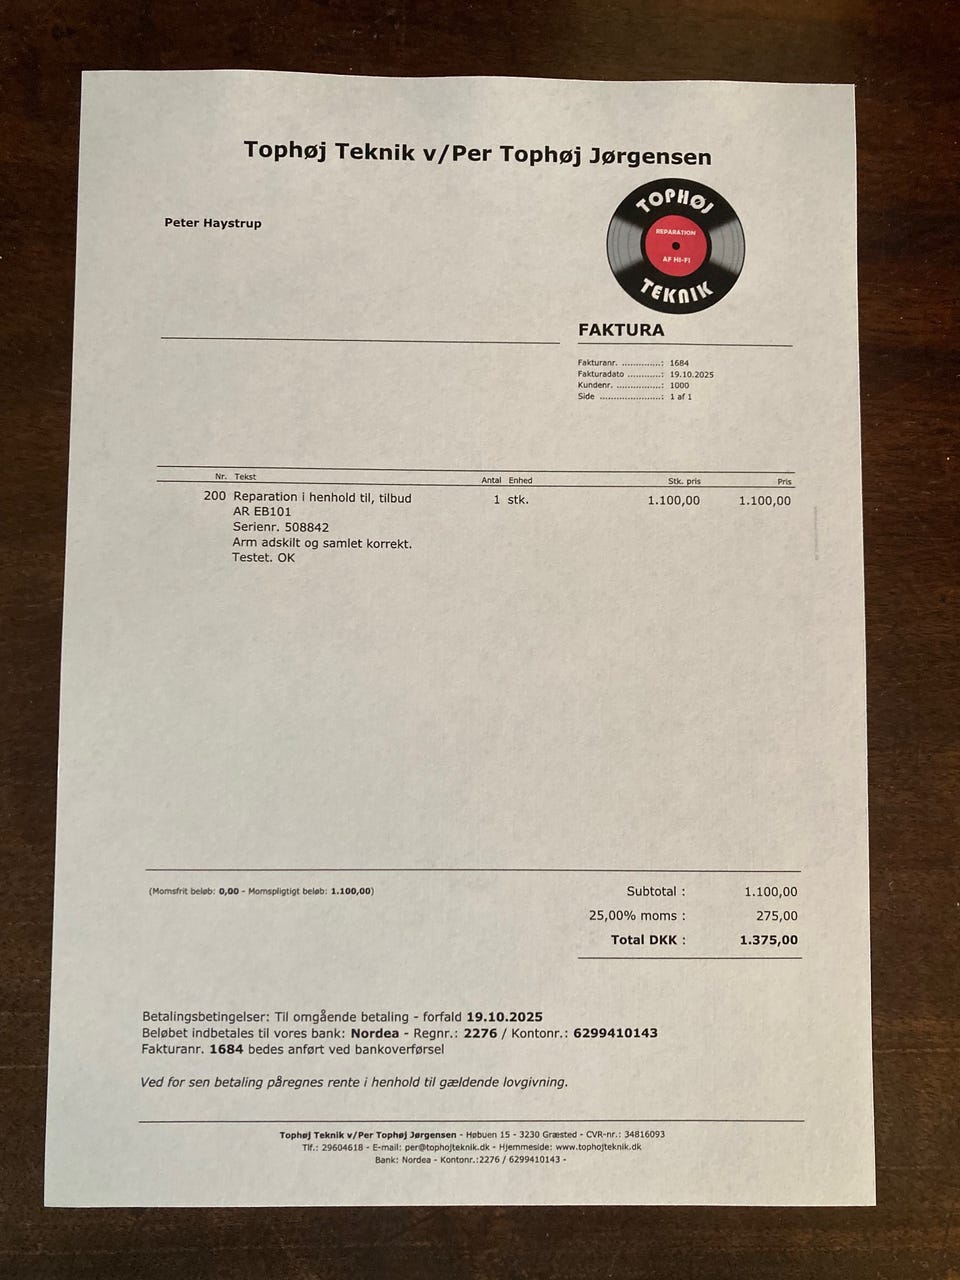 Tophøj Teknik v/Per Tophøj Jørgensen
Peter Haystrup
TOPHØJ
REPARATION
AF HI-FI
TEKNIK
FAKTURA
Fakturanr. ..............: 1684
Fakturadato ............: 19.10.2025
Kundenr. ................: 1000
Side ......................: 1 af 1
Nr. Tekst Antal Enhed Stk. pris Pris
200 Reparation i henhold til, tilbud 1 stk. 1.100,00 1.100,00
AR EB101
Serienr. 508842
Arm adskilt og samlet korrekt.
Testet. OK
(Momsfrit beløb: 0,00 - Momspligtigt beløb: 1.100,00) Subtotal : 1.100,00
25,00% moms : 275,00
Total DKK : 1.375,00
Betalingsbetingelser: Til omgående betaling - forfald 19.10.2025
Beløbet indbetales til vores bank: Nordea - Regnr.: 2276 / Kontonr.: 6299410143
Fakturanr. 1684 bedes anført ved bankoverførsel
Ved for sen betaling påregnes rente i henhold til gældende lovgivning.
Tophøj Teknik v/Per Tophøj Jørgensen - Høbuen 15 - 3230 Græsted - CVR-nr.: 34816093
Tlf.: 29604618 - E-mail: per@tophojteknik.dk - Hjemmeside: www.tophojteknik.dk
Bank: Nordea - Kontonr.:2276 / 6299410143 -